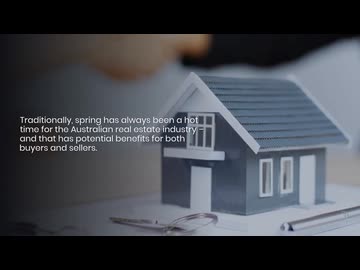 Traditionally, spring has always been a hot
time for the Australian real estate industry
and that has potential benefits for both
buyers and sellers.